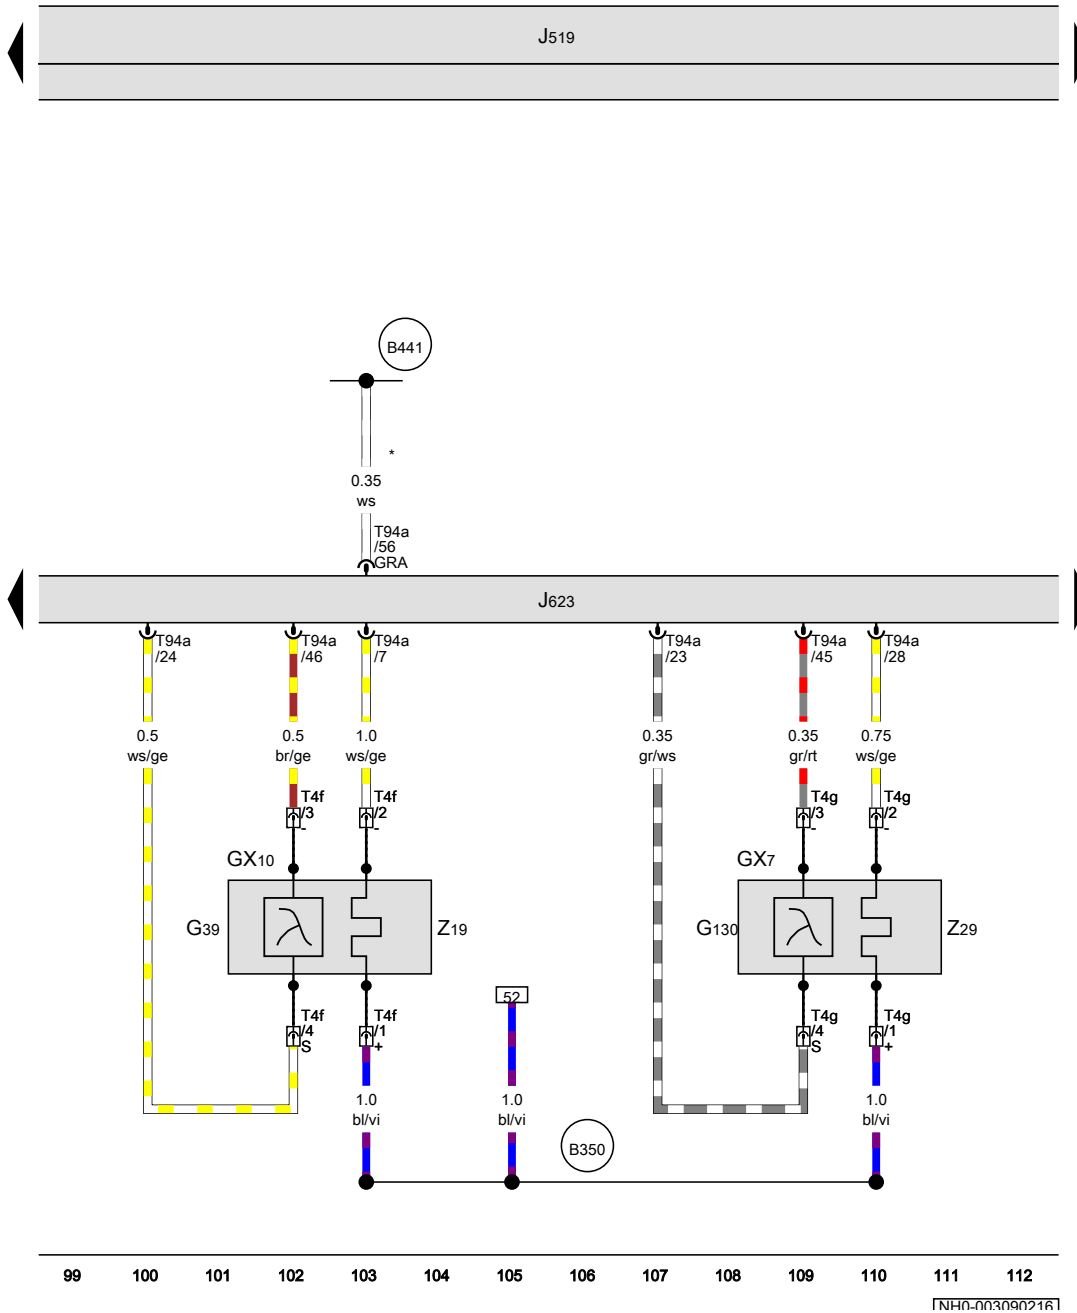 J519
B441
*
0.35
ws
T94a
/56
GRA
J623
T94a
/24
T94a
/46
T94a
/7
T94a
/23
T94a
/45
T94a
/28
0.5
ws/ge
0.5
br/ge
1.0
ws/ge
0.35
gr/ws
0.35
gr/rt
0.75
ws/ge
T4f
/3
-
T4f
/2
-
T4g
/3
-
T4g
/2
-
GX10
GX7
G39
Z19
G130
Z29
52
T4f
/4
S
T4f
/1
+
T4g
/4
S
T4g
/1
+
1.0
bl/vi
1.0
bl/vi
1.0
bl/vi
B350
99 100 101 102 103 104 105 106 107 108 109 110 111 112
NH0-003090216